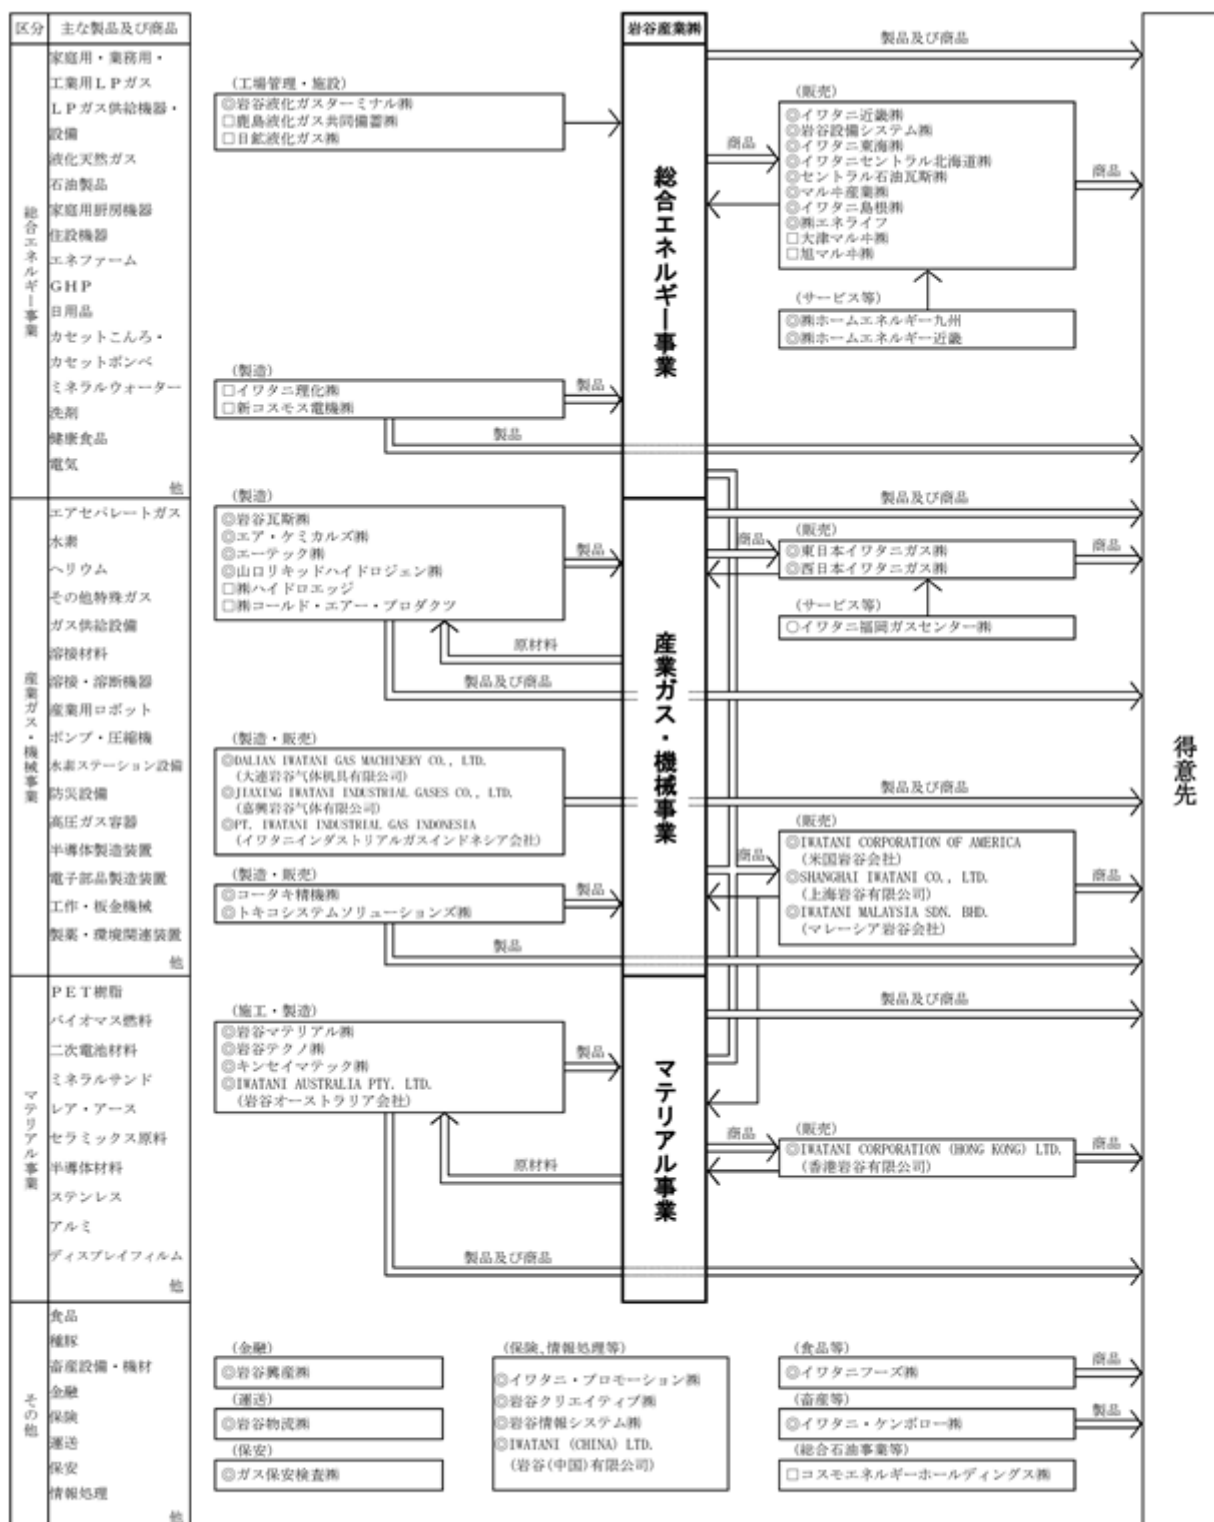 区分
主な製品及び商品
岩谷産業㈱
得意先
総合エネルギー事業
家庭用・業務用・
工業用ＬＰガス
ＬＰガス供給機器・
設備
液化天然ガス
石油製品
家庭用厨房機器
住設機器
エネファーム
ＧＨＰ
日用品
カセットこんろ・
カセットボンベ
ミネラルウォーター
洗剤
健康食品
電気
他
(工場管理・施設)
◎岩谷液化ガスターミナル㈱
□鹿島液化ガス共同備蓄㈱
□日鉱液化ガス㈱
(製造)
□イワタニ理化㈱
□新コスモス電機㈱
製品
製品
総合エネルギー事業
製品及び商品
商品
(販売)
◎イワタニ近畿㈱
◎岩谷設備システム㈱
◎イワタニ東海㈱
◎イワタニセントラル北海道㈱
◎セントラル石油瓦斯㈱
◎マルヰ産業㈱
◎イワタニ島根㈱
◎㈱エネライフ
□大津マルヰ㈱
□旭マルヰ㈱
商品
(サービス等)
◎㈱ホームエネルギー九州
◎㈱ホームエネルギー近畿
産業ガス・機械事業
エアセパレートガス
水素
ヘリウム
その他特殊ガス
ガス供給設備
溶接材料
溶接・溶断機器
産業用ロボット
ポンプ・圧縮機
水素ステーション設備
防災設備
高圧ガス容器
半導体製造装置
電子部品製造装置
工作・板金機械
製薬・環境関連装置
他
(製造)
◎岩谷瓦斯㈱
◎エア・ケミカルズ㈱
◎エーテック㈱
◎山口リキッドハイドロジェン㈱
□㈱ハイドロエッジ
□㈱コールド・エアー・プロダクツ
製品
原材料
製品及び商品
(製造・販売)
◎DALIAN IWATANI GAS MACHINERY CO., LTD.
(大連岩谷气体机具有限公司)
◎JIAXING IWATANI INDUSTRIAL GASES CO., LTD.
(嘉興岩谷气体有限公司)
◎PT. IWATANI INDUSTRIAL GAS INDONESIA
(イワタニインダストリアルガスインドネシア会社)
(製造・販売)
◎コータキ精機㈱
◎トキコシステムソリューションズ㈱
製品
製品
産業ガス・機械事業
製品及び商品
商品
(販売)
◎東日本イワタニガス㈱
◎西日本イワタニガス㈱
商品
(サービス等)
○イワタニ福岡ガスセンター㈱
製品及び商品
商品
(販売)
◎IWATANI CORPORATION OF AMERICA
(米国岩谷会社)
◎SHANGHAI IWATANI CO., LTD.
(上海岩谷有限公司)
◎IWATANI MALAYSIA SDN. BHD.
(マレーシア岩谷会社)
商品
マテリアル事業
ＰＥＴ樹脂
バイオマス燃料
二次電池材料
ミネラルサンド
レア・アース
セラミックス原料
半導体材料
ステンレス
アルミ
ディスプレイフィルム
他
(施工・製造)
◎岩谷マテリアル㈱
◎岩谷テクノ㈱
◎キンセイマテック㈱
◎IWATANI AUSTRALIA PTY. LTD.
(岩谷オーストラリア会社)
製品
原材料
製品及び商品
マテリアル事業
製品及び商品
商品
(販売)
◎IWATANI CORPORATION (HONG KONG) LTD.
(香港岩谷有限公司)
商品
その他
食品
種豚
畜産設備・機材
金融
保険
運送
保安
情報処理
他
(金融)
◎岩谷興産㈱
(運送)
◎岩谷物流㈱
(保安)
◎ガス保安検査㈱
(保険,情報処理等)
◎イワタニ・プロモーション㈱
◎岩谷クリエイティブ㈱
◎岩谷情報システム㈱
◎IWATANI (CHINA) LTD.
(岩谷(中国)有限公司)
(食品等)
◎イワタニフーズ㈱
商品
(畜産等)
◎イワタニ・ケンボロー㈱
製品
(総合石油事業等)
□コスモエネルギーホールディングス㈱